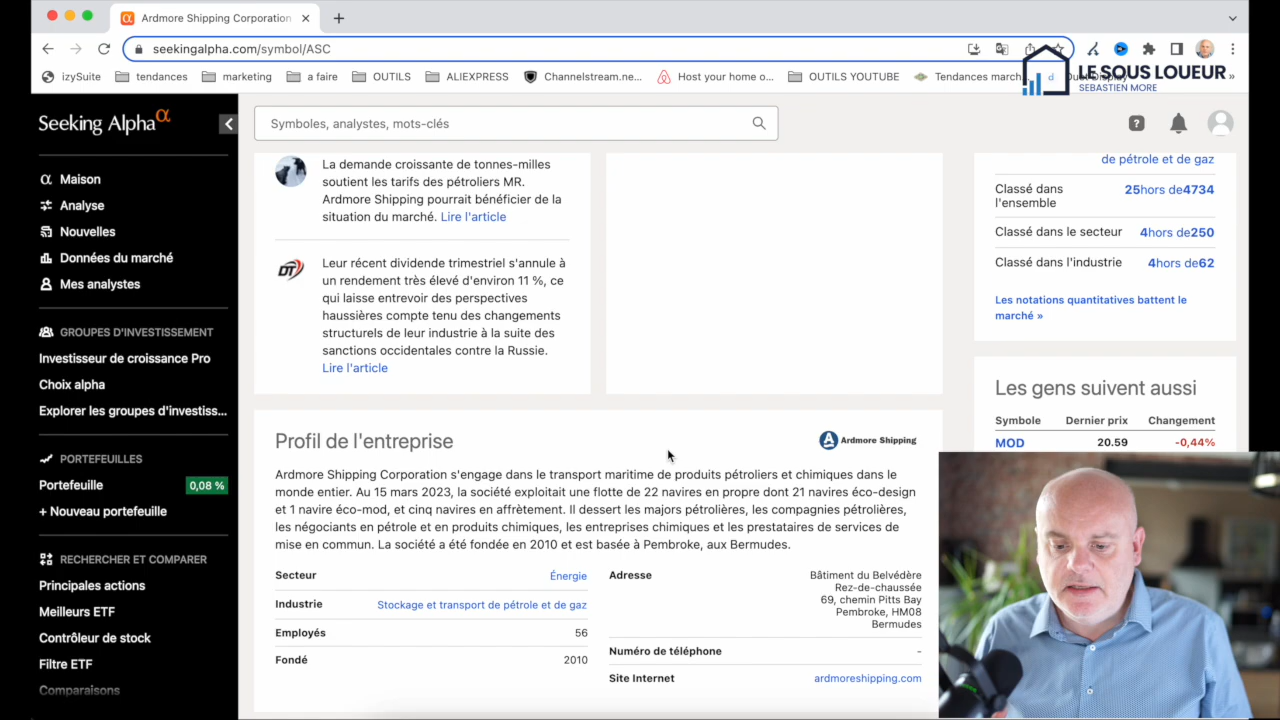 Ardmore Shipping Corporation
seekingalpha.com/symbol/ASC
izySuite
tendances
marketing
a faire
OUTILS
ALIEXPRESS
Channelstream.ne...
Host your home o...
OUTILS YOUTUBE
Tendances march
LE SOUS LOUEUR
SEBASTIEN MORE
Seeking Alpha α
Symboles, analystes, mots-clés
Maison
Analyse
Nouvelles
Données du marché
Mes analystes
GROUPES D'INVESTISSEMENT
Investisseur de croissance Pro
Choix alpha
Explorer les groupes d'investiss...
PORTEFEUILLES
Portefeuille 0,08 %
+ Nouveau portefeuille
RECHERCHER ET COMPARER
Principales actions
Meilleurs ETF
Contrôleur de stock
Filtre ETF
Comparaisons
La demande croissante de tonnes-milles
soutient les tarifs des pétroliers MR.
Ardmore Shipping pourrait bénéficier de la
situation du marché. Lire l'article
DT
Leur récent dividende trimestriel s'annule à
un rendement très élevé d'environ 11 %, ce
qui laisse entrevoir des perspectives
haussières compte tenu des changements
structurels de leur industrie à la suite des
sanctions occidentales contre la Russie.
Lire l'article
de pétrole et de gaz
Classé dans
l'ensemble
25hors de4734
Classé dans le secteur 4hors de250
Classé dans l'industrie 4hors de62
Les notations quantitatives battent le
marché »
Les gens suivent aussi
Symbole Dernier prix Changement
MOD 20.59 -0,44%
Profil de l'entreprise
Ardmore Shipping
Ardmore Shipping Corporation s'engage dans le transport maritime de produits pétroliers et chimiques dans le
monde entier. Au 15 mars 2023, la société exploitait une flotte de 22 navires en propre dont 21 navires éco-design
et 1 navire éco-mod, et cinq navires en affrètement. Il dessert les majors pétrolières, les compagnies pétrolières,
les négociants en pétrole et en produits chimiques, les entreprises chimiques et les prestataires de services de
mise en commun. La société a été fondée en 2010 et est basée à Pembroke, aux Bermudes.
Secteur Énergie
Industrie Stockage et transport de pétrole et de gaz
Employés 56
Fondé 2010
Adresse Bâtiment du Belvédère
Rez-de-chaussée
69, chemin Pitts Bay
Pembroke, HM08
Bermudes
Numéro de téléphone -
Site Internet ardmoreshipping.com